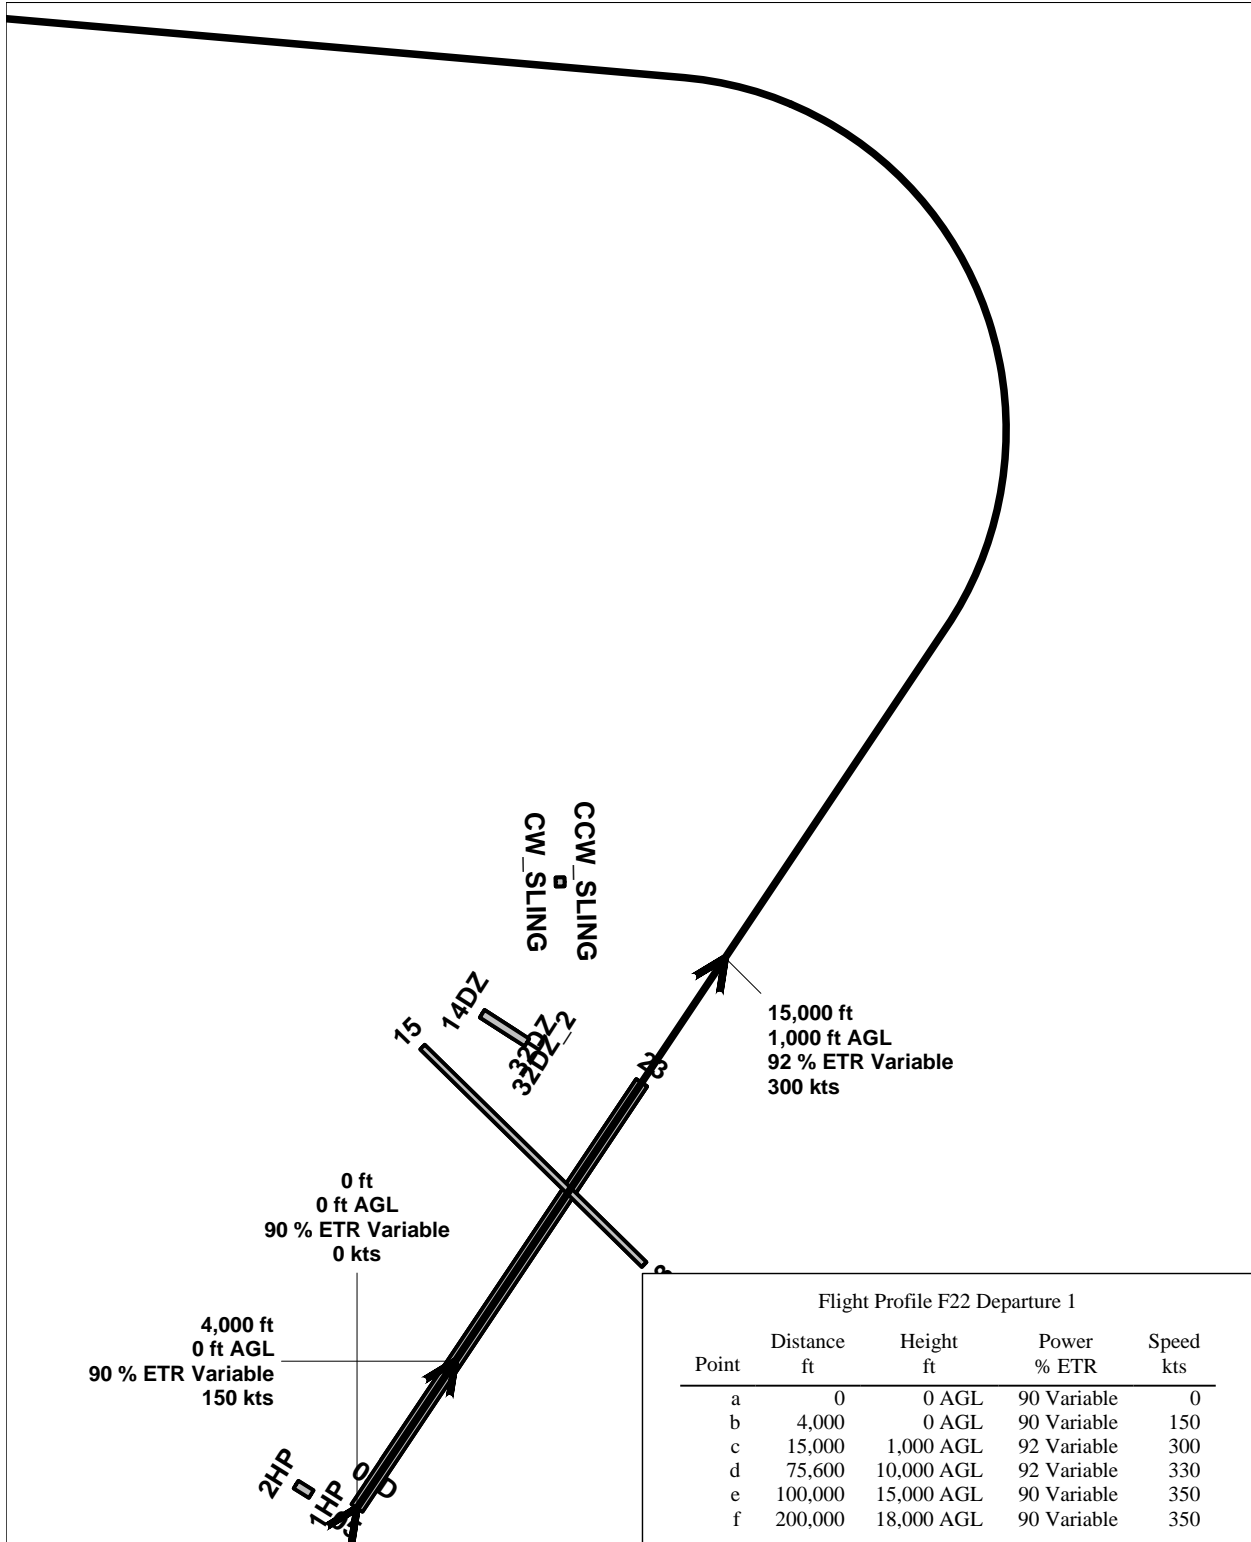 CCW_SLING
CW_SLING
14DZ
32DZ
32DZ_2
15
23
15,000 ft
1,000 ft AGL
92 % ETR Variable
300 kts
0 ft
0 ft AGL
90 % ETR Variable
0 kts
4,000 ft
0 ft AGL
90 % ETR Variable
150 kts
2HP
1HP
Flight Profile F22 Departure 1
Point Distance ft Height ft Power % ETR Speed kts
a 0 0 AGL 90 Variable 0
b 4,000 0 AGL 90 Variable 150
c 15,000 1,000 AGL 92 Variable 300
d 75,600 10,000 AGL 92 Variable 330
e 100,000 15,000 AGL 90 Variable 350
f 200,000 18,000 AGL 90 Variable 350